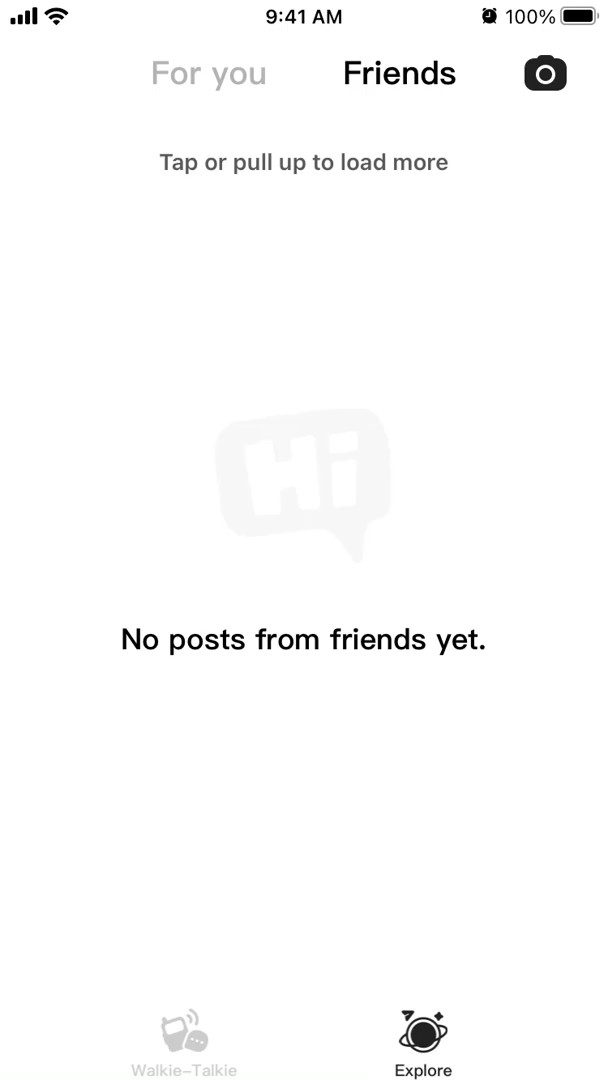 9:41 AM
100%
For you
Friends
Tap or pull up to load more
Hi
No posts from friends yet.
Walkie-Talkie
Explore